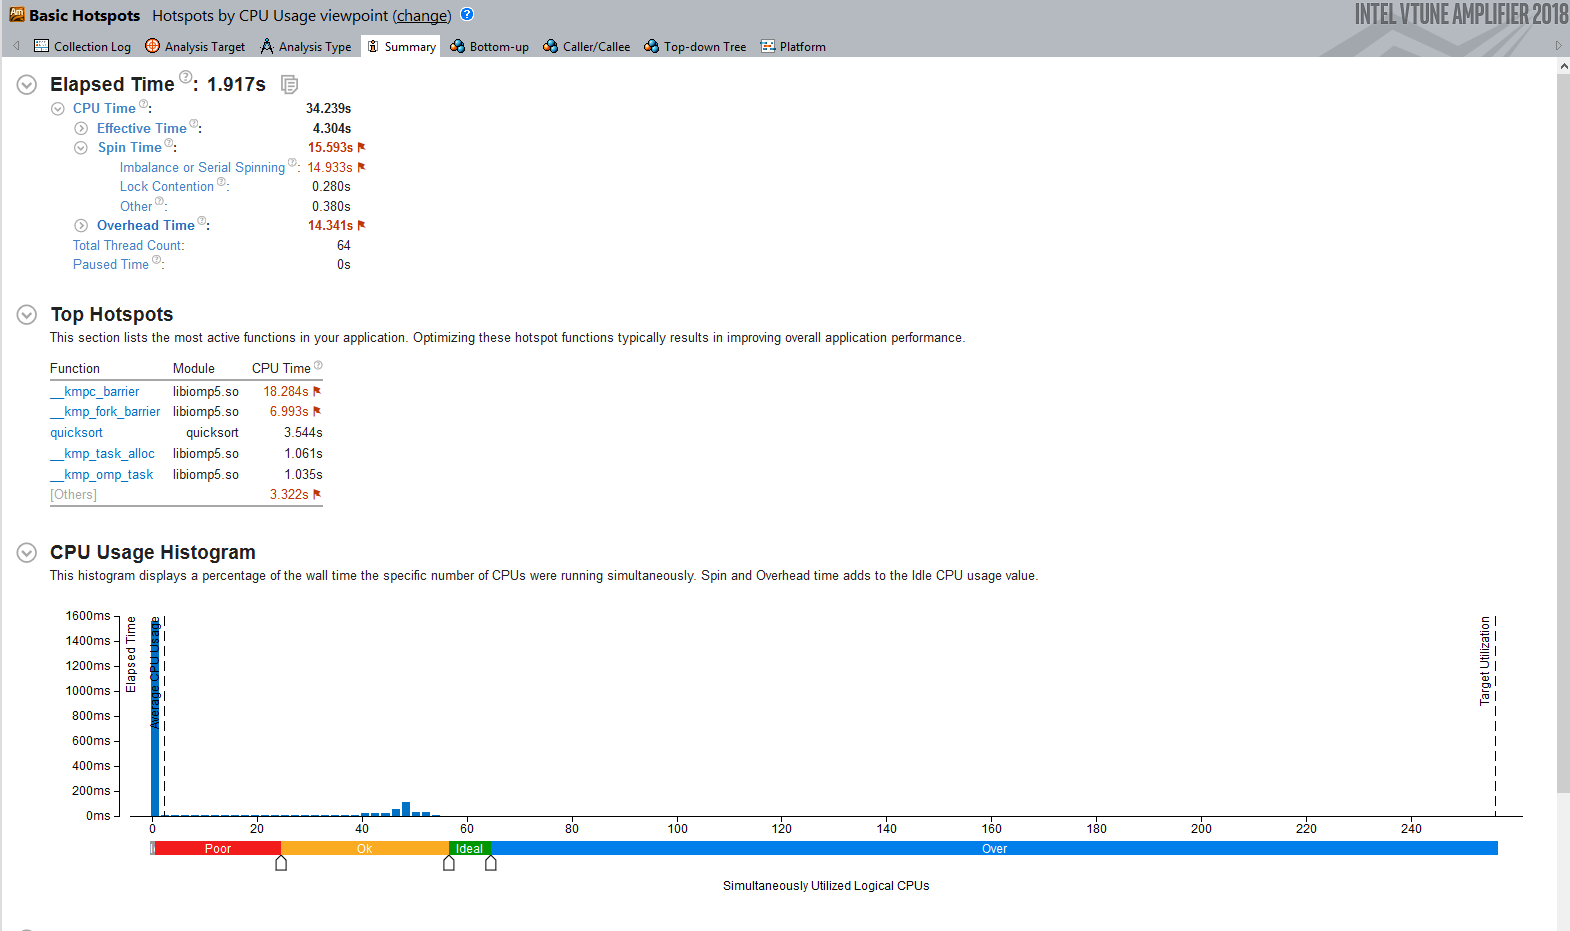 Basic Hotspots Hotspots by CPU Usage viewpoint (change) ?
INTEL VTUNE AMPLIFIER 2018
Collection Log Analysis Target Analysis Type Summary Bottom-up Caller/Callee Top-down Tree Platform
Elapsed Time ?: 1.917s
CPU Time ?: 34.239s
Effective Time ?: 4.304s
Spin Time ?: 15.593s
Imbalance or Serial Spinning ?: 14.933s
Lock Contention ?: 0.280s
Other ?: 0.380s
Overhead Time ?: 14.341s
Total Thread Count: 64
Paused Time ?: 0s
Top Hotspots
This section lists the most active functions in your application. Optimizing these hotspot functions typically results in improving overall application performance.
Function Module CPU Time ?
__kmpc_barrier libiomp5.so 18.284s
__kmp_fork_barrier libiomp5.so 6.993s
quicksort quicksort 3.544s
__kmp_task_alloc libiomp5.so 1.061s
__kmp_omp_task libiomp5.so 1.035s
[Others] 3.322s
CPU Usage Histogram
This histogram displays a percentage of the wall time the specific number of CPUs were running simultaneously. Spin and Overhead time adds to the Idle CPU usage value.
1600ms
1400ms
1200ms
1000ms
800ms
600ms
400ms
200ms
0ms
Elapsed Time
Average CPU Usage
Target Utilization
0 20 40 60 80 100 120 140 160 180 200 220 240
Poor Ok Ideal Over
Simultaneously Utilized Logical CPUs